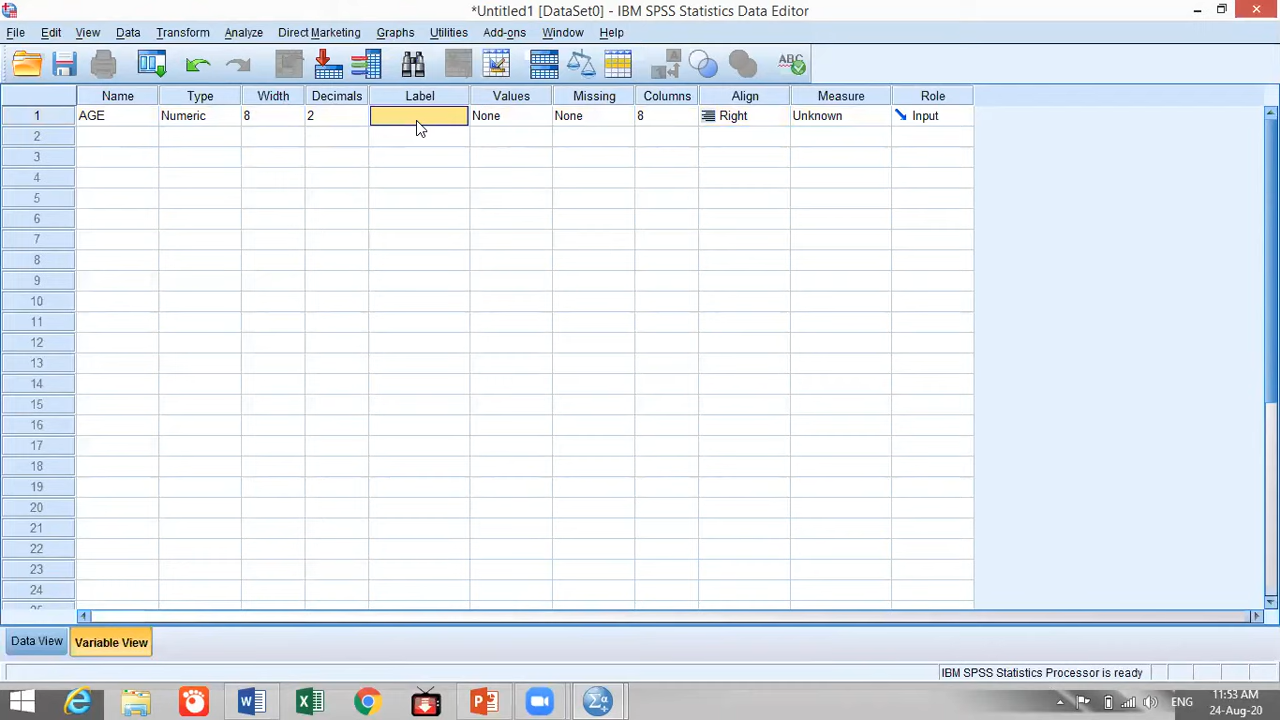 *Untitled1 [DataSet0] - IBM SPSS Statistics Data Editor
File Edit View Data Transform Analyze Direct Marketing Graphs Utilities Add-ons Window Help
ABC
Name Type Width Decimals Label Values Missing Columns Align Measure Role
1 AGE Numeric 8 2 None None 8 Right Unknown Input
2
3
4
5
6
7
8
9
10
11
12
13
14
15
16
17
18
19
20
21
22
23
24
Data View Variable View
IBM SPSS Statistics Processor is ready
ENG 11:53 AM
24-Aug-20